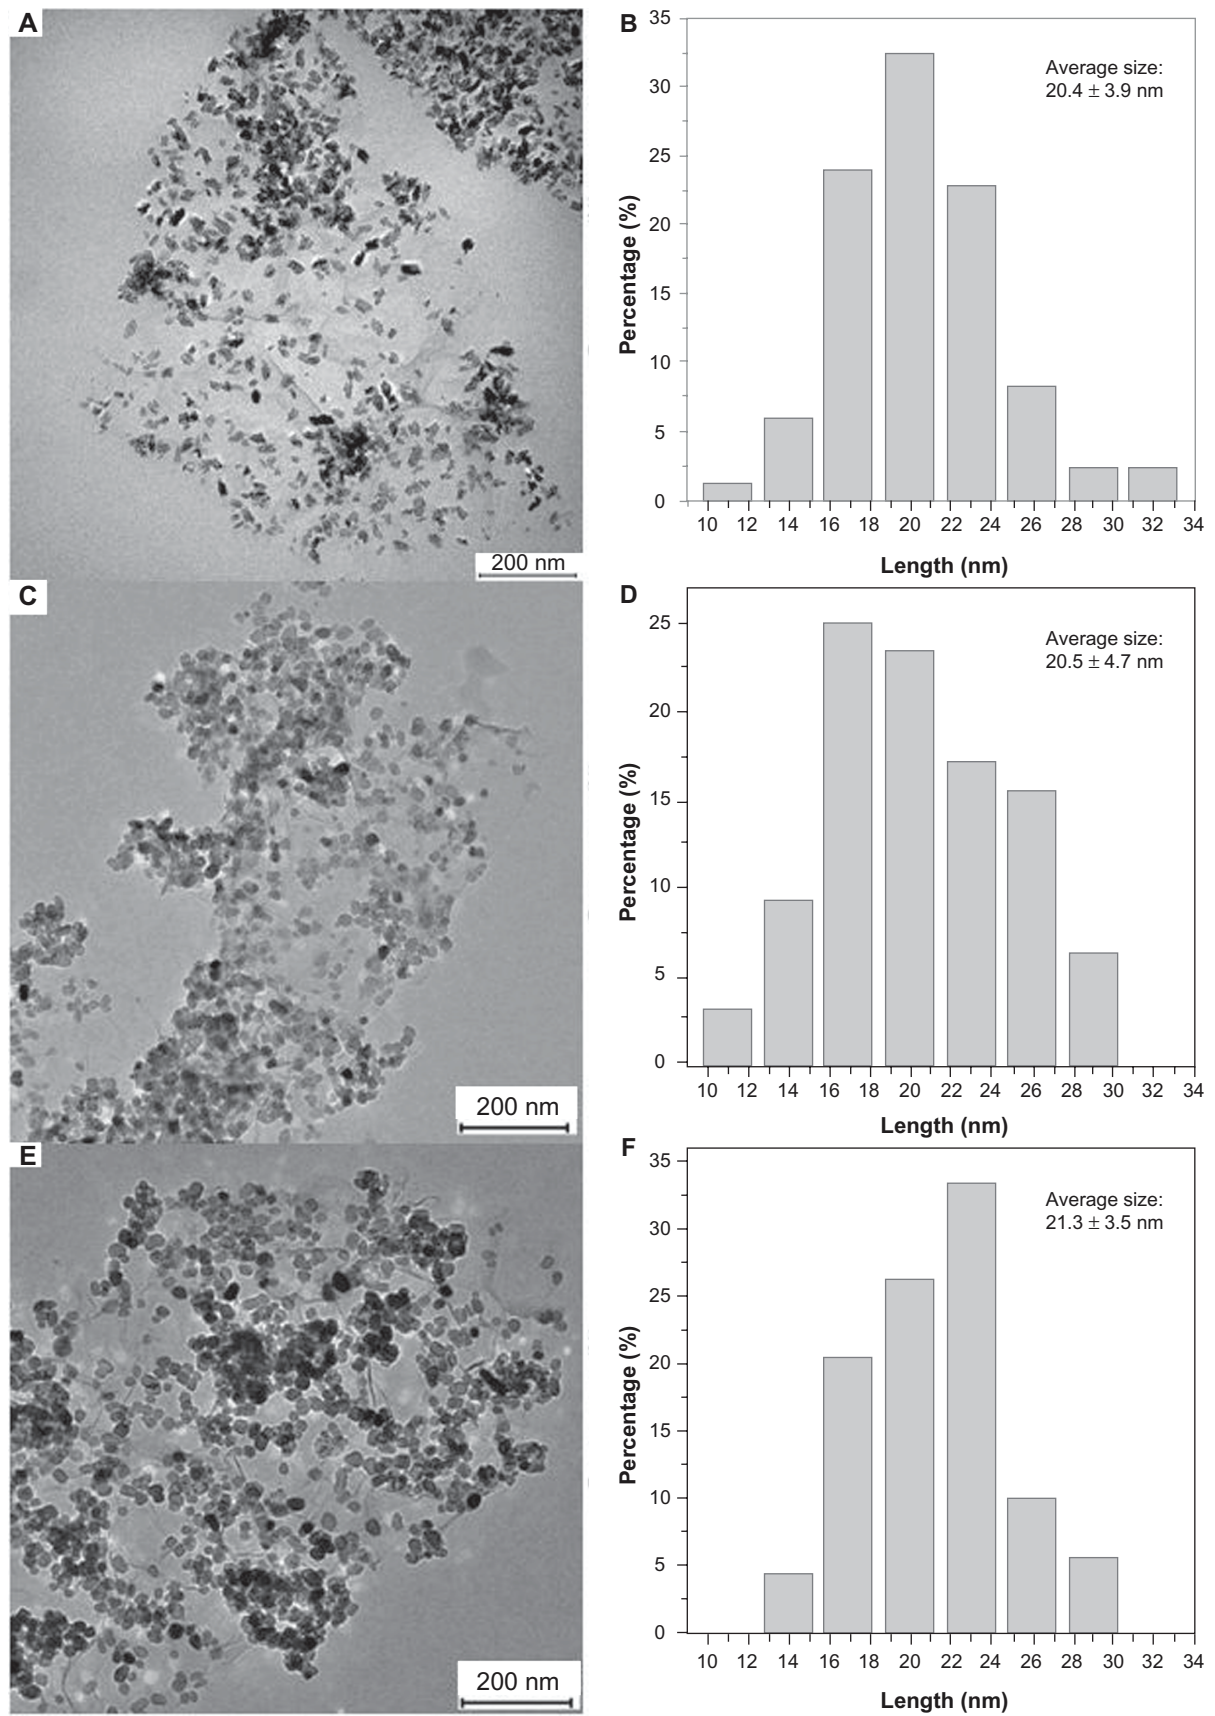 A
200 nm
B
35
30
25
20
15
10
5
0
Percentage (%)
Average size:
20.4 ± 3.9 nm
10 12 14 16 18 20 22 24 26 28 30 32 34
Length (nm)
C
200 nm
D
25
20
15
10
5
0
Percentage (%)
Average size:
20.5 ± 4.7 nm
10 12 14 16 18 20 22 24 26 28 30 32 34
Length (nm)
E
200 nm
F
35
30
25
20
15
10
5
0
Percentage (%)
Average size:
21.3 ± 3.5 nm
10 12 14 16 18 20 22 24 26 28 30 32 34
Length (nm)